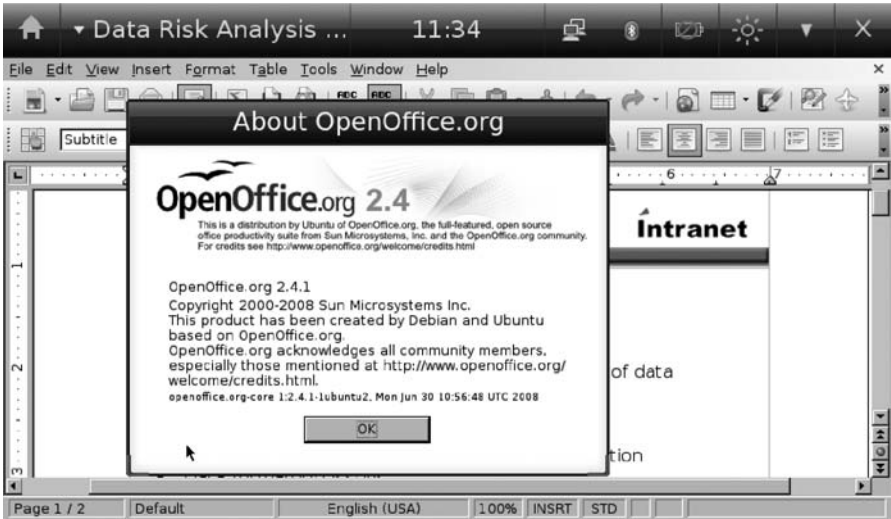 Data Risk Analysis ... 11:34
File Edit View Insert Format Table Tools Window Help
ABC ABC
About OpenOffice.org
Subtitle
6 7
OpenOffice.org 2.4
This is a distribution by Ubuntu of OpenOffice.org, the full-featured, open source
office productivity suite from Sun Microsystems, Inc. and the OpenOffice.org community.
For credits see http://www.openoffice.org/welcome/credits.html
Íntranet
OpenOffice.org 2.4.1
Copyright 2000-2008 Sun Microsystems Inc.
This product has been created by Debian and Ubuntu
based on OpenOffice.org.
OpenOffice.org acknowledges all community members,
especially those mentioned at http://www.openoffice.org/
welcome/credits.html.
openoffice.org-core 1:2.4.1-1ubuntu2, Mon Jun 30 10:56:48 UTC 2008
of data
OK
tion
Page 1 / 2 Default English (USA) 100% INSRT STD